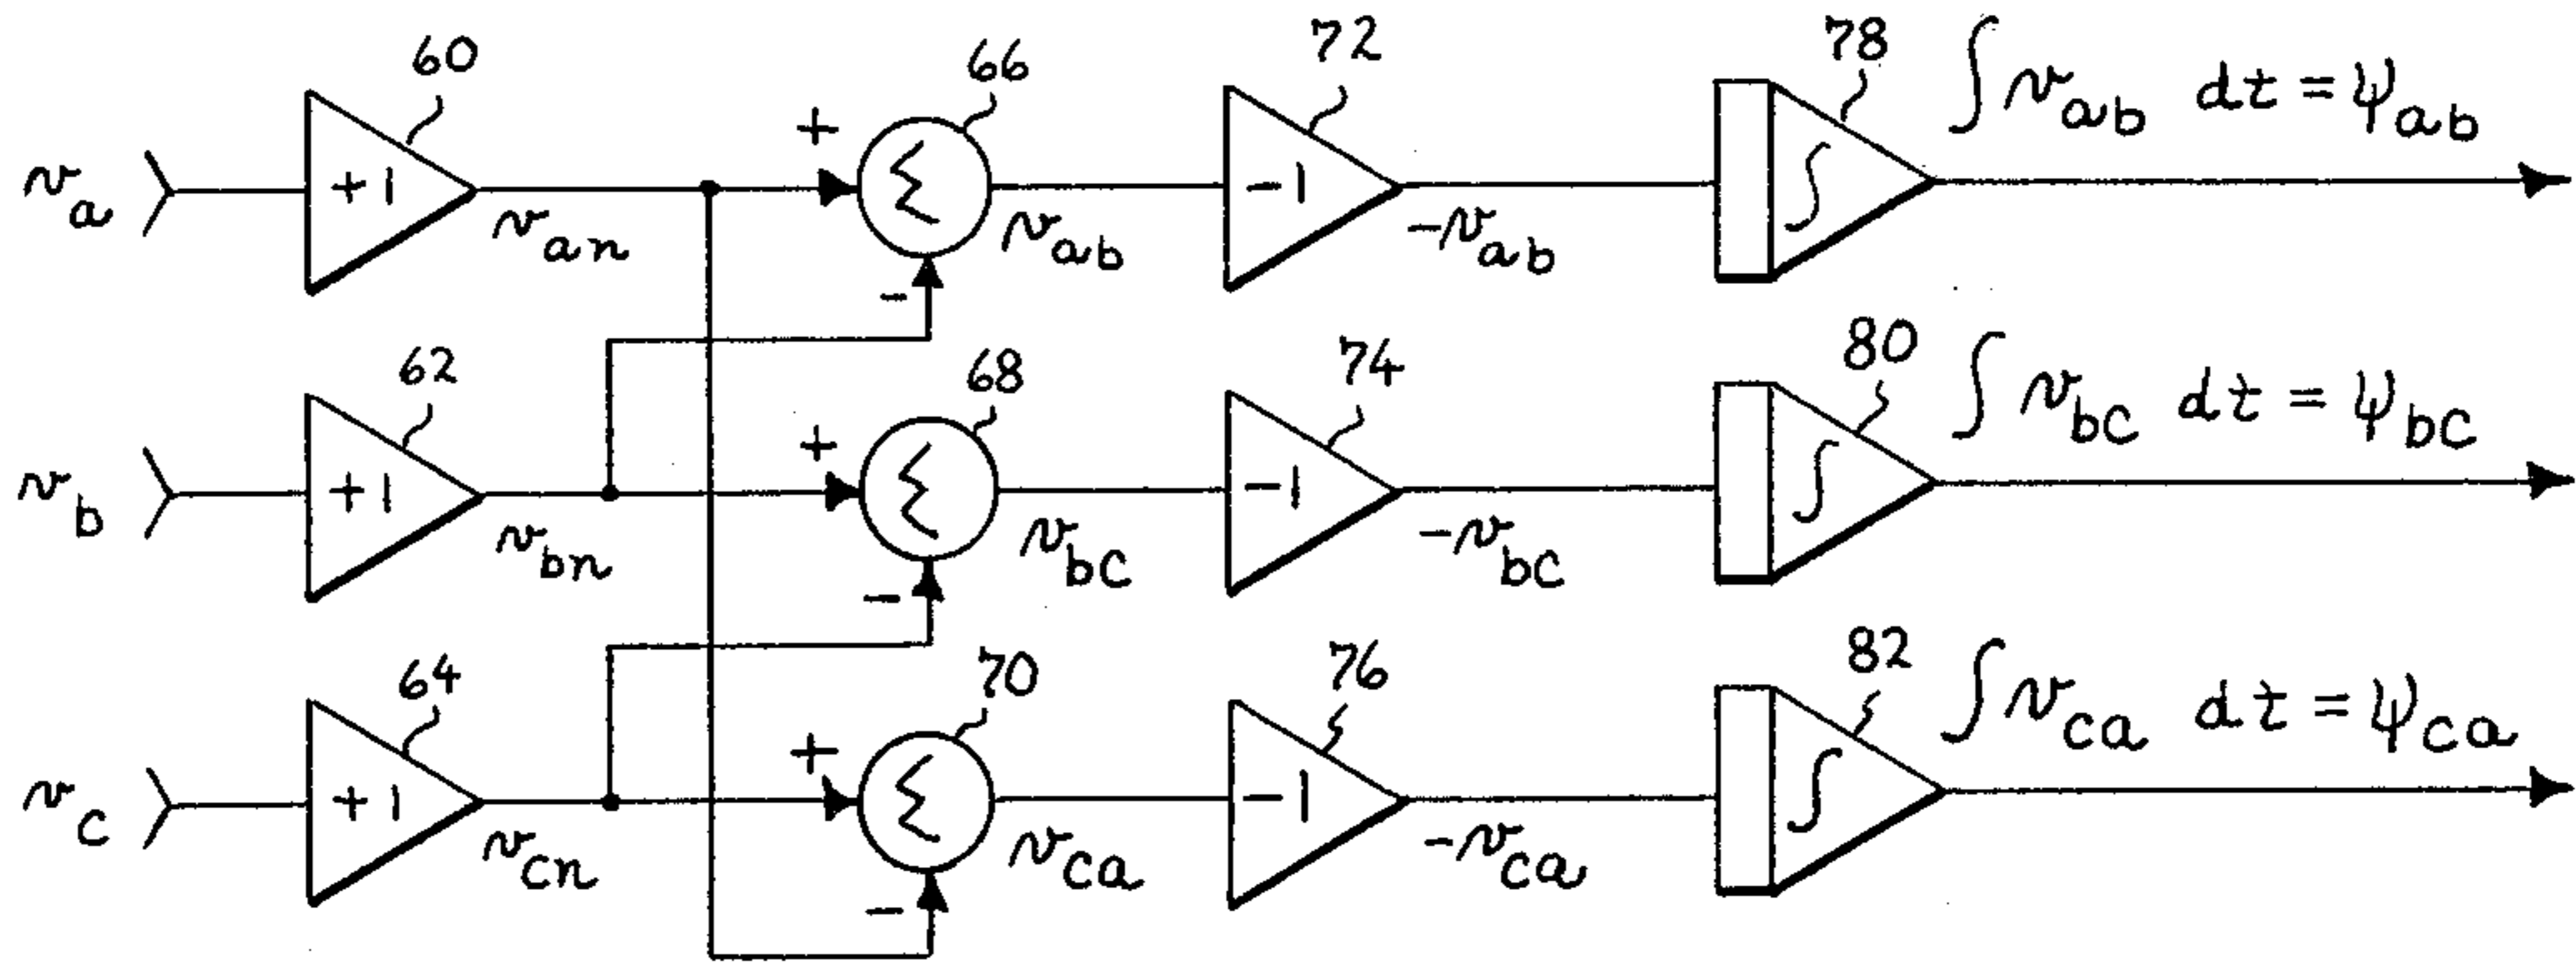 60
66
72
78
∫v_ab dt = ψ_ab
v_a
+1
+
Σ
-1
∫
v_an
v_ab
-v_ab
-
62
68
74
80
∫v_bc dt = ψ_bc
v_b
+1
+
Σ
-1
∫
v_bn
v_bc
-v_bc
-
64
70
76
82
∫v_ca dt = ψ_ca
v_c
+1
+
Σ
-1
∫
v_cn
v_ca
-v_ca
-